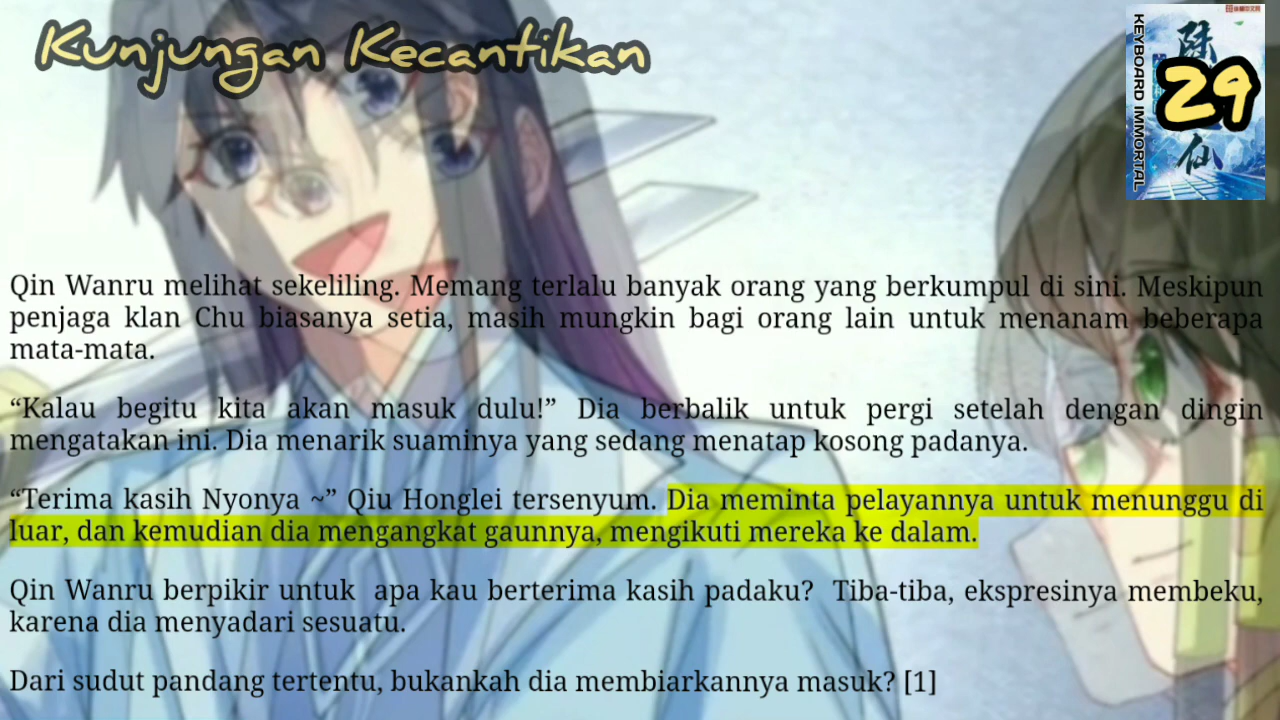 Kunjungan Kecantikan
KEYBOARD IMMORTAL
29
仙
Qin Wanru melihat sekeliling. Memang terlalu banyak orang yang berkumpul di sini. Meskipun
penjaga klan Chu biasanya setia, masih mungkin bagi orang lain untuk menanam beberapa
mata-mata.
“Kalau begitu kita akan masuk dulu!” Dia berbalik untuk pergi setelah dengan dingin
mengatakan ini. Dia menarik suaminya yang sedang menatap kosong padanya.
“Terima kasih Nyonya ~” Qiu Honglei tersenyum. Dia meminta pelayannya untuk menunggu di
luar, dan kemudian dia mengangkat gaunnya, mengikuti mereka ke dalam.
Qin Wanru berpikir untuk  apa kau berterima kasih padaku?  Tiba-tiba, ekspresinya membeku,
karena dia menyadari sesuatu.
Dari sudut pandang tertentu, bukankah dia membiarkannya masuk? [1]